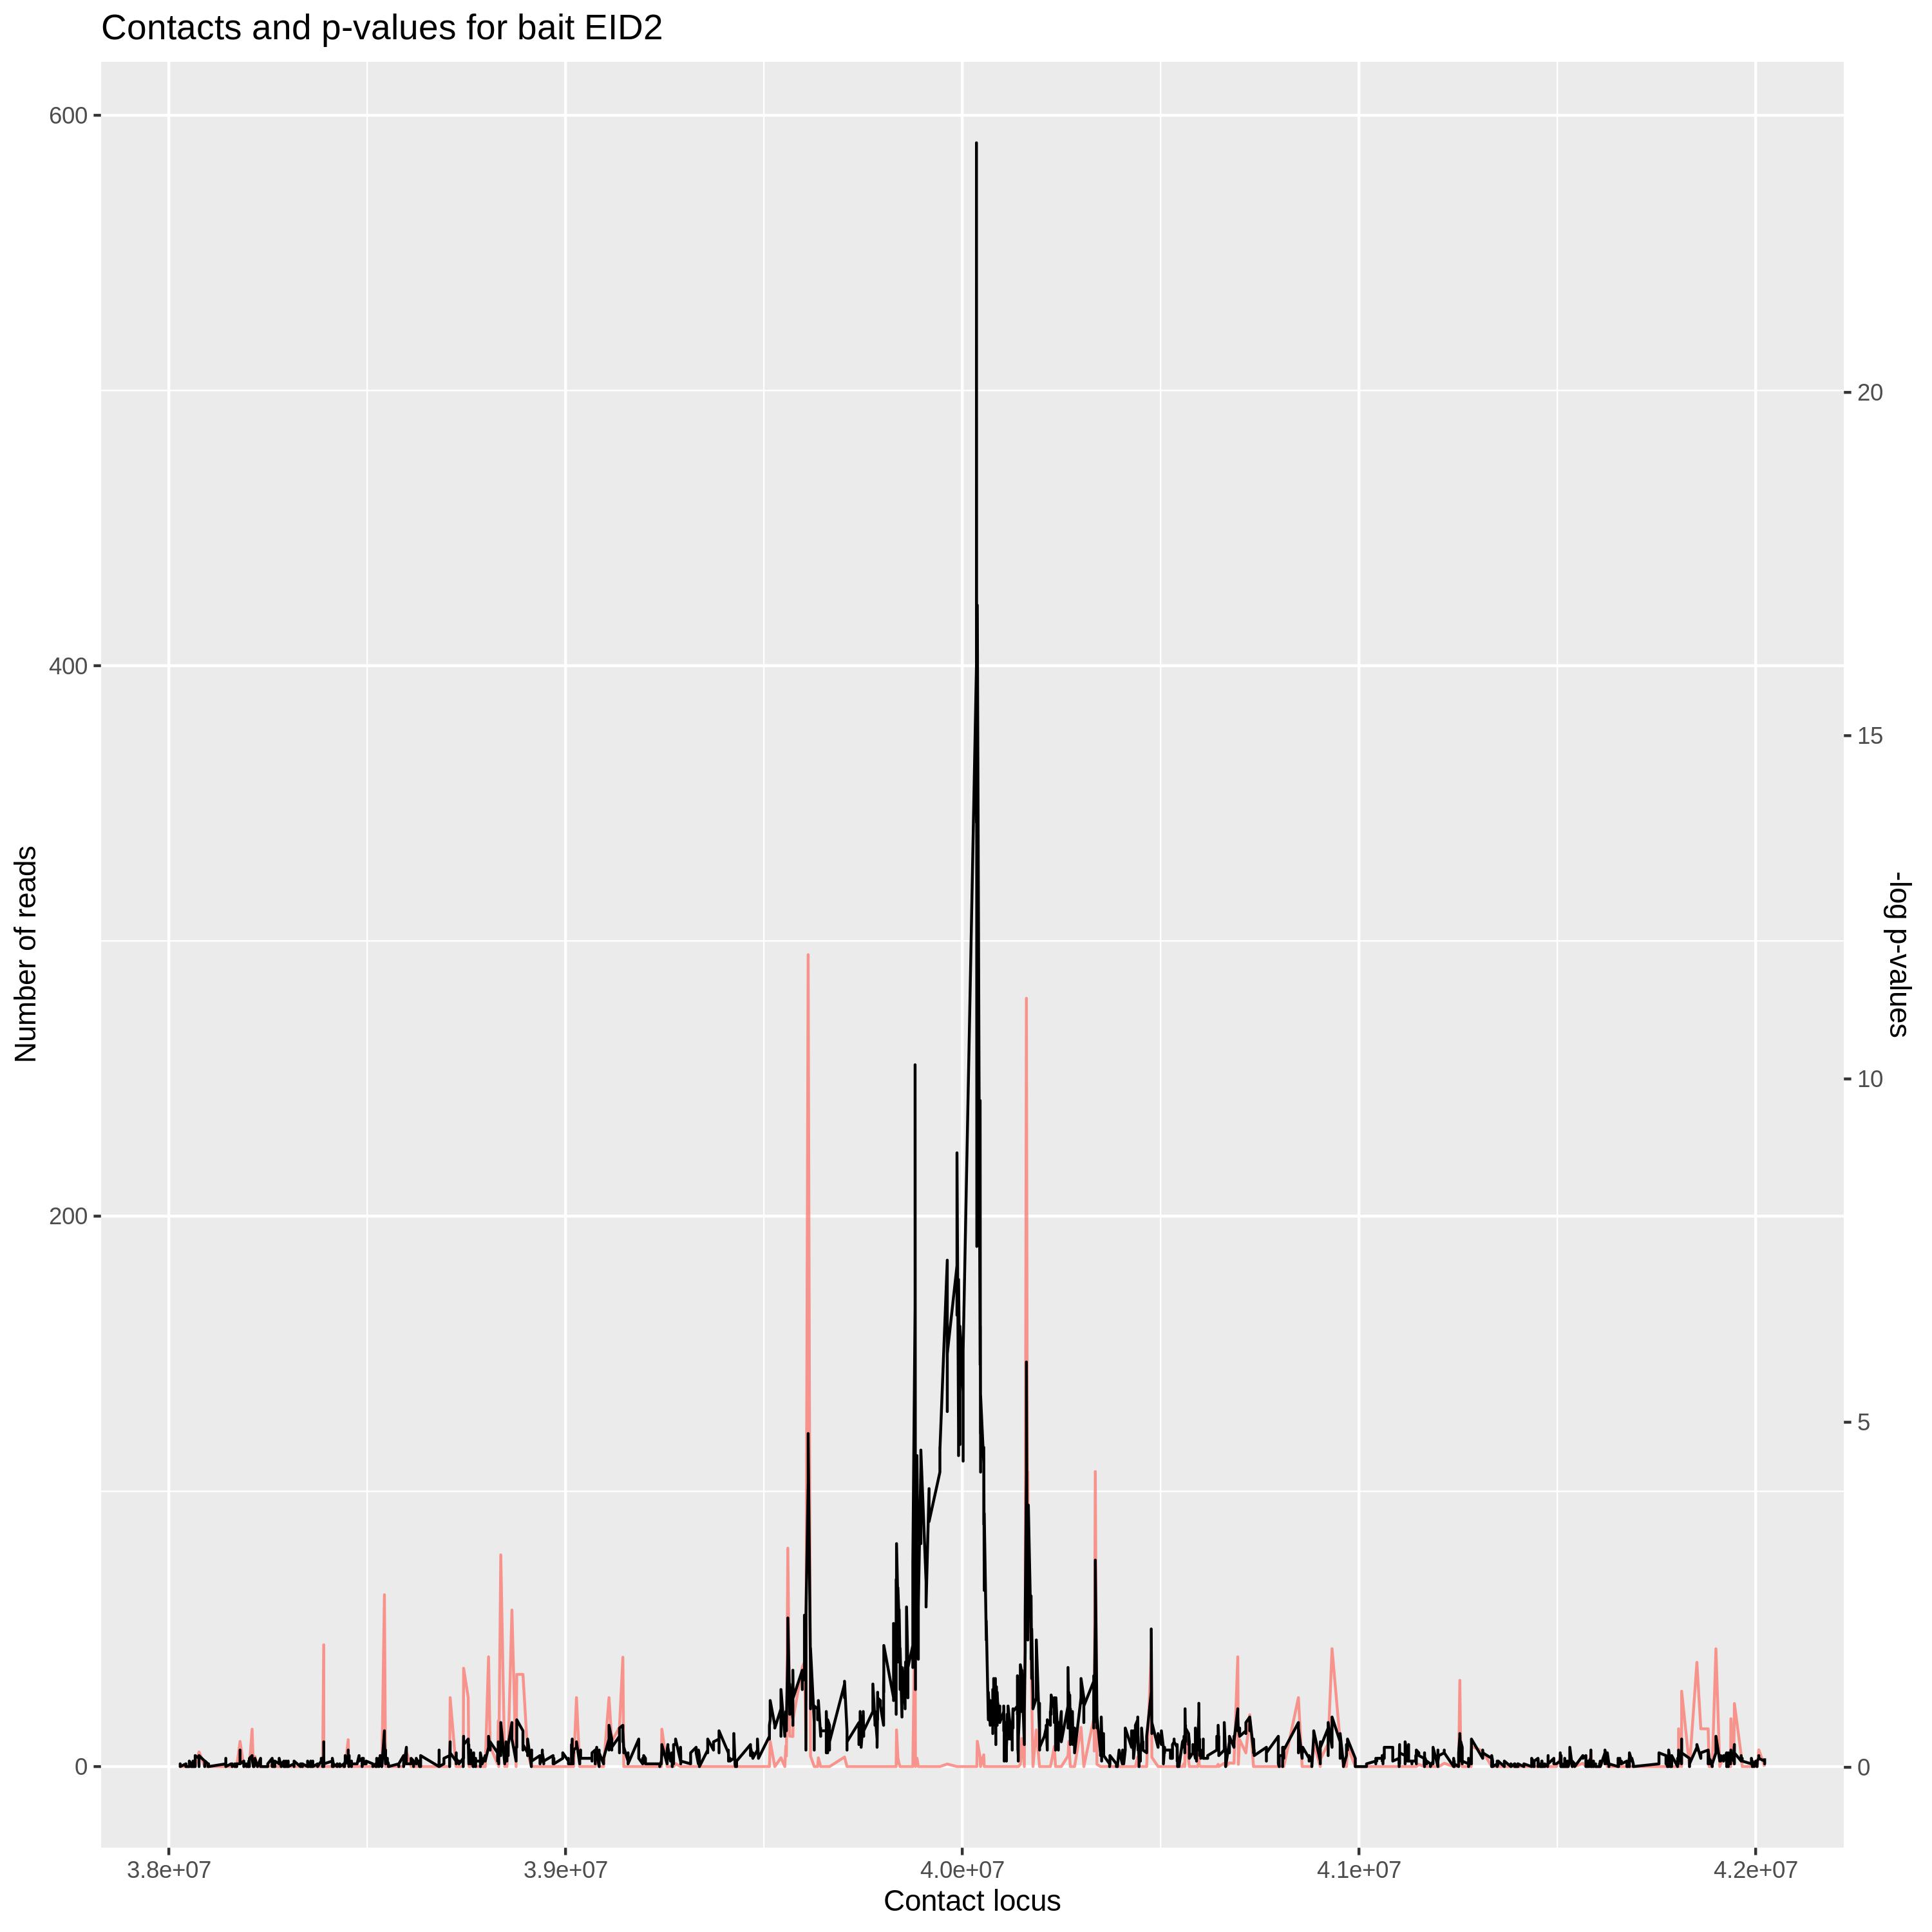 Contacts and p-values for bait EID2
600
400
200
0
Number of reads
20
15
10
5
0
-log p-values
3.8e+07
3.9e+07
4.0e+07
4.1e+07
4.2e+07
Contact locus